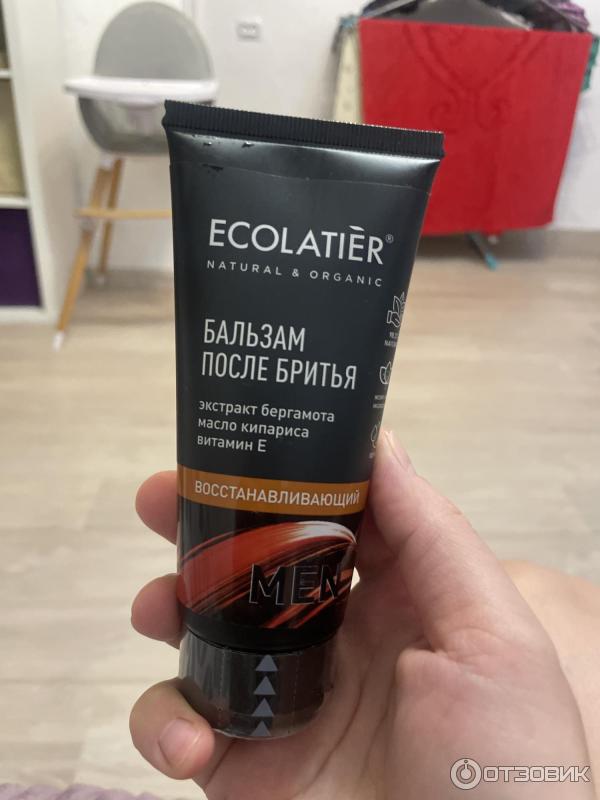 ECOLATIÈR®
NATURAL & ORGANIC
БАЛЬЗАМ
ПОСЛЕ БРИТЬЯ
экстракт бергамота
масло кипариса
витамин Е
ВОССТАНАВЛИВАЮЩИЙ
MEN
ОТЗОВИК